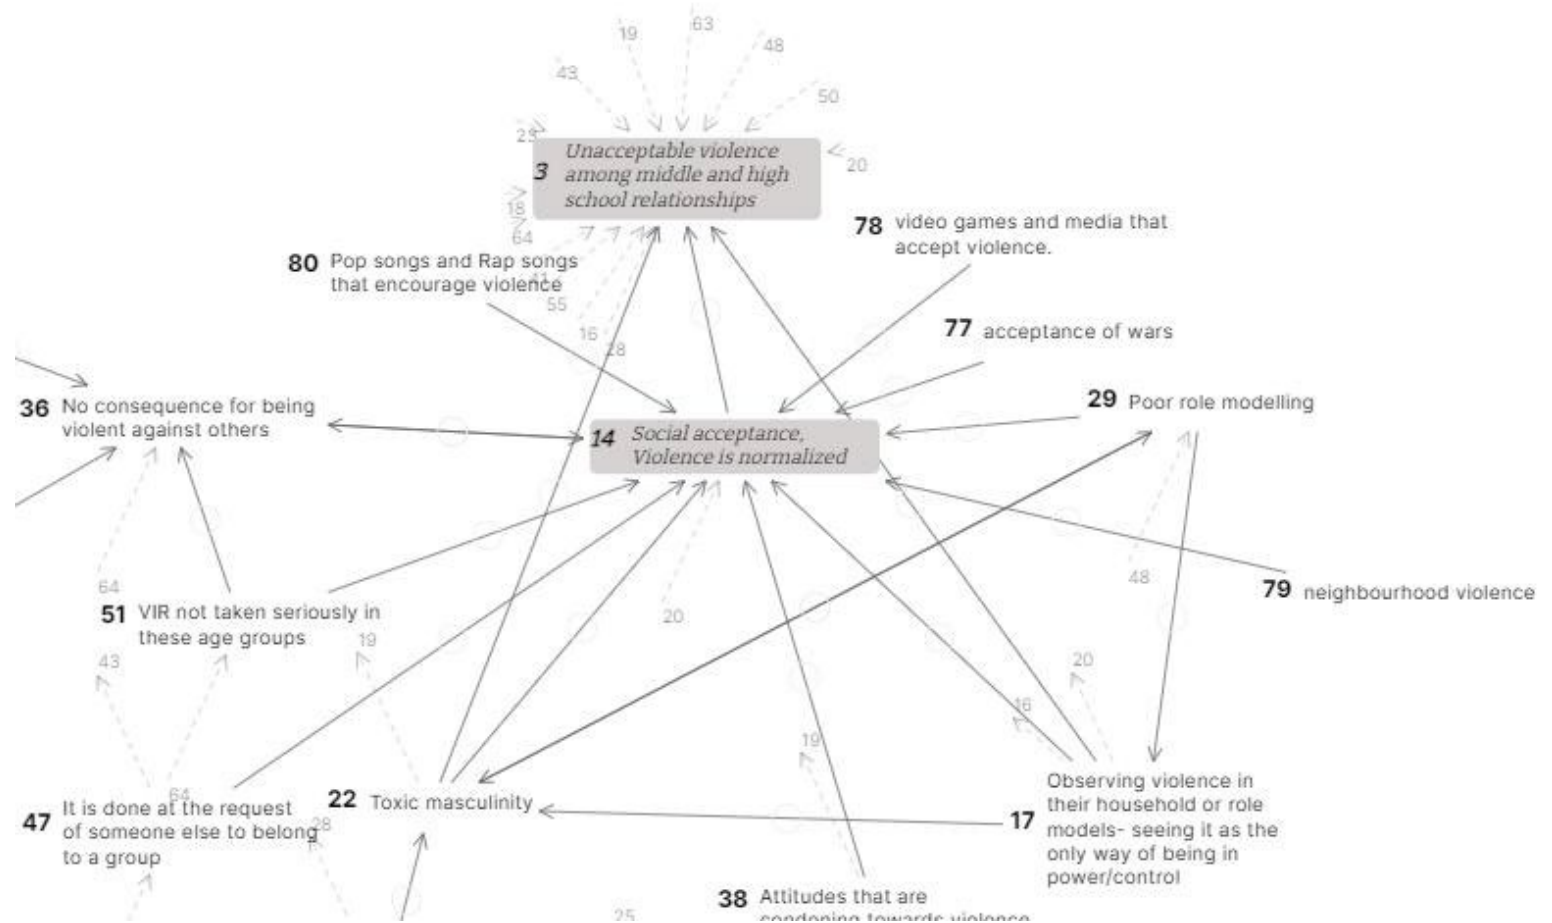 63
19
48
43
50
23
Unacceptable violence
3 among middle and high
school relationships
20
18
64
78 video games and media that
accept violence.
80 Pop songs and Rap songs
that encourage violence
41
55
16
28
77 acceptance of wars
36 No consequence for being
violent against others
29 Poor role modelling
14 Social acceptance,
Violence is normalized
64
48
79 neighbourhood violence
51 VIR not taken seriously in
these age groups
20
19
43
20
16
19
64
47 It is done at the request
of someone else to belong
to a group
28
22 Toxic masculinity
17 Observing violence in
their household or role
models- seeing it as the
only way of being in
power/control
38 Attitudes that are
condoning towards violence
25